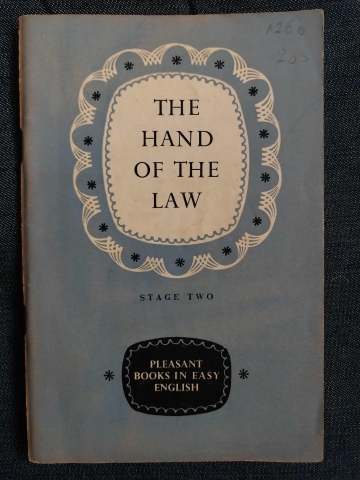 THE
HAND
OF THE
LAW
STAGE TWO
PLEASANT
BOOKS IN EASY
ENGLISH